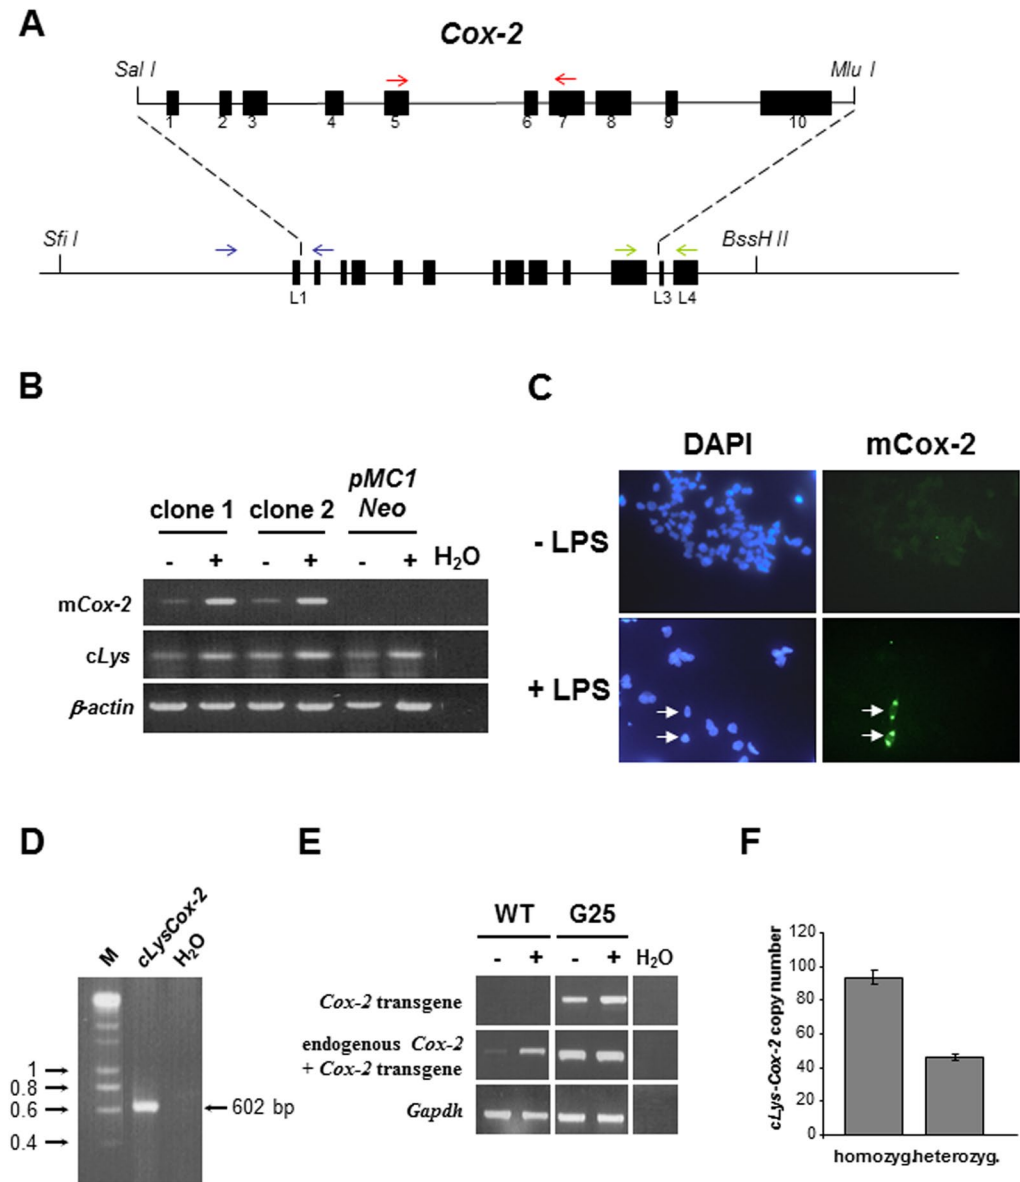 A
Cox-2
Sal I
Mlu I
1 2 3 4 5 6 7 8 9 10
Sfi I
BssH II
L1
L3 L4
B
clone 1 clone 2 pMC1 Neo
- + - + - + H₂O
mCox-2
cLys
β-actin
C
DAPI mCox-2
- LPS
+ LPS
D
M cLysCox-2 H₂O
1
0.8
0.6
0.4
602 bp
E
WT G25
- + - + H₂O
Cox-2 transgene
endogenous Cox-2
+ Cox-2 transgene
Gapdh
F
cLys-Cox-2 copy number
120
100
80
60
40
20
0
homozyg. heterozyg.